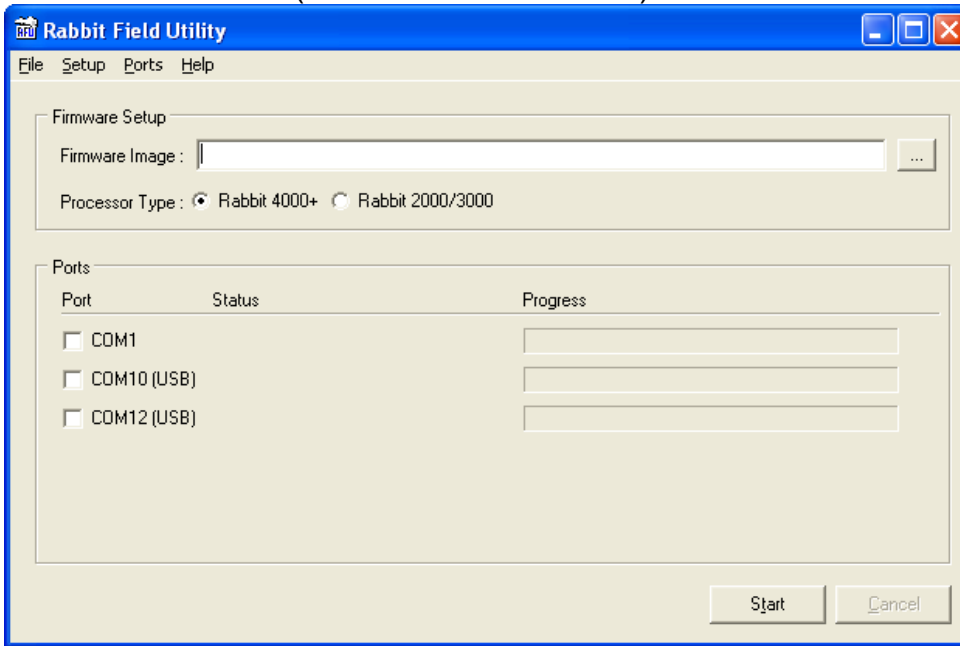 RFU Rabbit Field Utility
File Setup Ports Help
Firmware Setup
Firmware Image : ...
Processor Type : Rabbit 4000+ Rabbit 2000/3000
Ports
Port Status Progress
COM1
COM10 (USB)
COM12 (USB)
Start Cancel